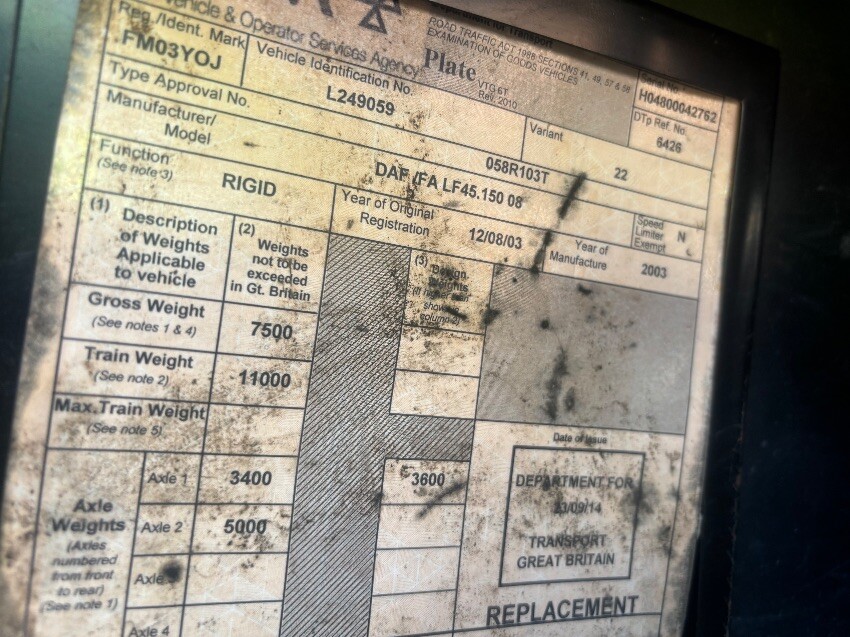 Vehicle & Operator Services Agency
Plate
VTG 6T
Rev. 2010
ROAD TRAFFIC ACT 1988 SECTIONS 41, 49, 57 & 58
EXAMINATION OF GOODS VEHICLES
Serial No.
H04800042762
Reg./Ident. Mark
FM03YOJ
Vehicle Identification No.
L249059
DTp Ref. No.
6426
Type Approval No.
Variant
058R103T
22
Manufacturer/
Model
DAF /FA LF45.150 08
Function
(See note 3)
RIGID
Year of Original
Registration
12/08/03
Year of
Manufacture
2003
Speed
Limiter
Exempt
N
(1) Description
of Weights
Applicable
to vehicle
(2) Weights
not to be
exceeded
in Gt. Britain
(3) Design
Weights
Gross Weight
(See notes 1 & 4)
7500
Train Weight
(See note 2)
11000
Max.Train Weight
(See note 5)
Axle
Weights
(Axles
numbered
from front
to rear)
(See note 1)
Axle 1
3400
3600
Axle 2
5000
Axle 3
Axle 4
Date of Issue
DEPARTMENT FOR
23/09/14
TRANSPORT
GREAT BRITAIN
REPLACEMENT